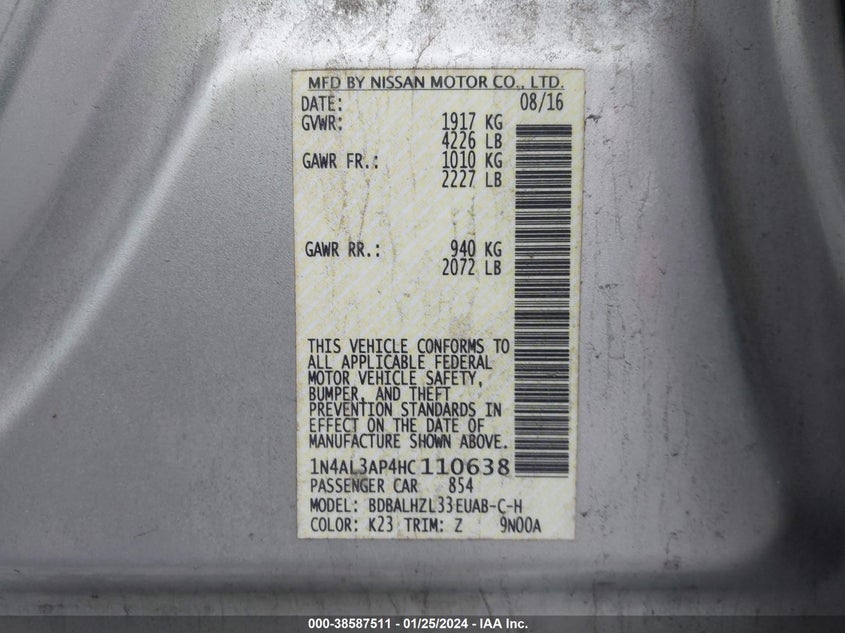 MFD BY NISSAN MOTOR CO., LTD.
DATE: 08/16
GVWR: 1917 KG
4226 LB
GAWR FR.: 1010 KG
2227 LB
GAWR RR.: 940 KG
2072 LB
THIS VEHICLE CONFORMS TO
ALL APPLICABLE FEDERAL
MOTOR VEHICLE SAFETY,
BUMPER, AND THEFT
PREVENTION STANDARDS IN
EFFECT ON THE DATE OF
MANUFACTURE SHOWN ABOVE.
1N4AL3AP4HC110638
PASSENGER CAR 854
MODEL: BDBALHZL33EUAB-C-H
COLOR: K23 TRIM: Z 9N00A
000-38587511 - 01/25/2024 - IAA Inc.